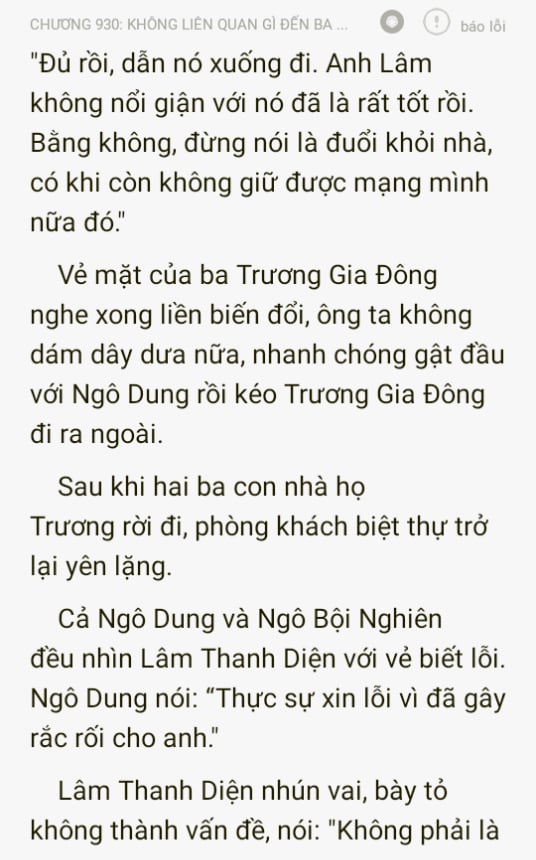 CHƯƠNG 930: KHÔNG LIÊN QUAN GÌ ĐẾN BA ...
báo lỗi
"Đủ rồi, dẫn nó xuống đi. Anh Lâm
không nổi giận với nó đã là rất tốt rồi.
Bằng không, đừng nói là đuổi khỏi nhà,
có khi còn không giữ được mạng mình
nữa đó."
Vẻ mặt của ba Trương Gia Đông
nghe xong liền biến đổi, ông ta không
dám dây dưa nữa, nhanh chóng gật đầu
với Ngô Dung rồi kéo Trương Gia Đông
đi ra ngoài.
Sau khi hai ba con nhà họ
Trương rời đi, phòng khách biệt thự trở
lại yên lặng.
Cả Ngô Dung và Ngô Bội Nghiên
đều nhìn Lâm Thanh Diện với vẻ biết lỗi.
Ngô Dung nói: “Thực sự xin lỗi vì đã gây
rắc rối cho anh."
Lâm Thanh Diện nhún vai, bày tỏ
không thành vấn đề, nói: "Không phải là